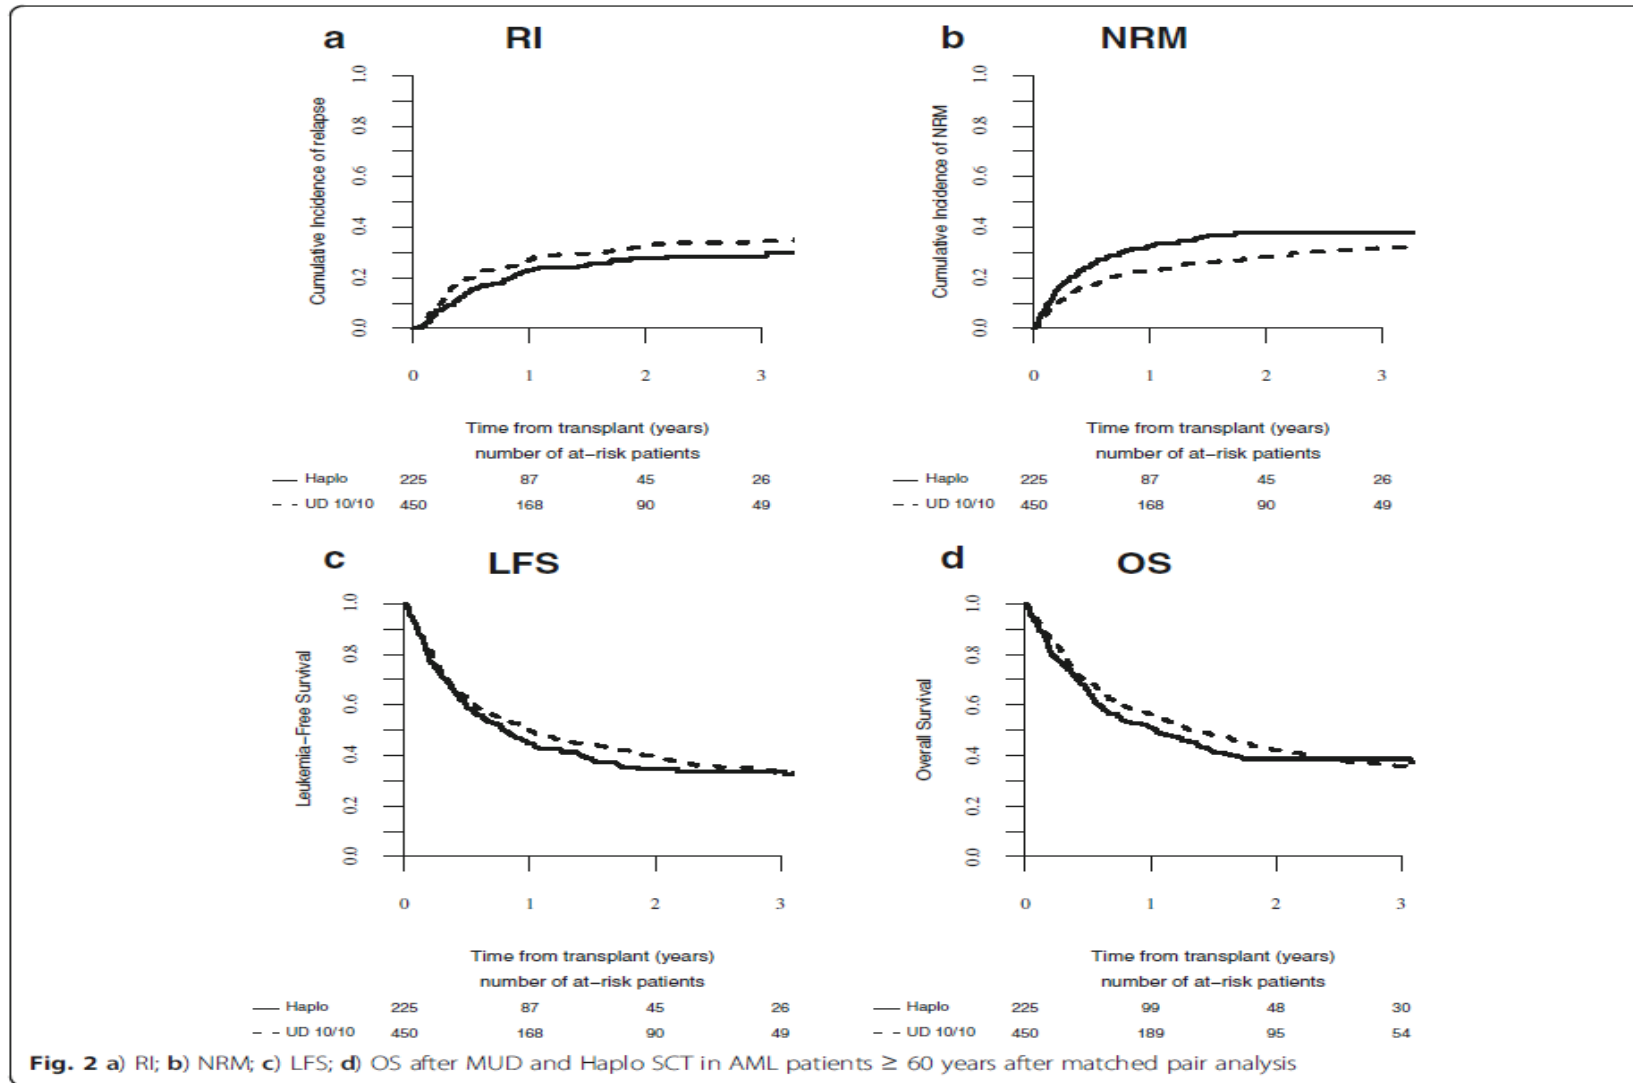 a RI
Cumulative Incidence of relapse
1.0
0.8
0.6
0.4
0.2
0.0
0 1 2 3
Time from transplant (years)
number of at−risk patients
Haplo 225 87 45 26
UD 10/10 450 168 90 49
b NRM
Cumulative Incidence of NRM
1.0
0.8
0.6
0.4
0.2
0.0
0 1 2 3
Time from transplant (years)
number of at−risk patients
Haplo 225 87 45 26
UD 10/10 450 168 90 49
c LFS
Leukemia−Free Survival
1.0
0.8
0.6
0.4
0.2
0.0
0 1 2 3
Time from transplant (years)
number of at−risk patients
Haplo 225 87 45 26
UD 10/10 450 168 90 49
d OS
Overall Survival
1.0
0.8
0.6
0.4
0.2
0.0
0 1 2 3
Time from transplant (years)
number of at−risk patients
Haplo 225 99 48 30
UD 10/10 450 189 95 54
Fig. 2 a) RI; b) NRM; c) LFS; d) OS after MUD and Haplo SCT in AML patients ≥ 60 years after matched pair analysis